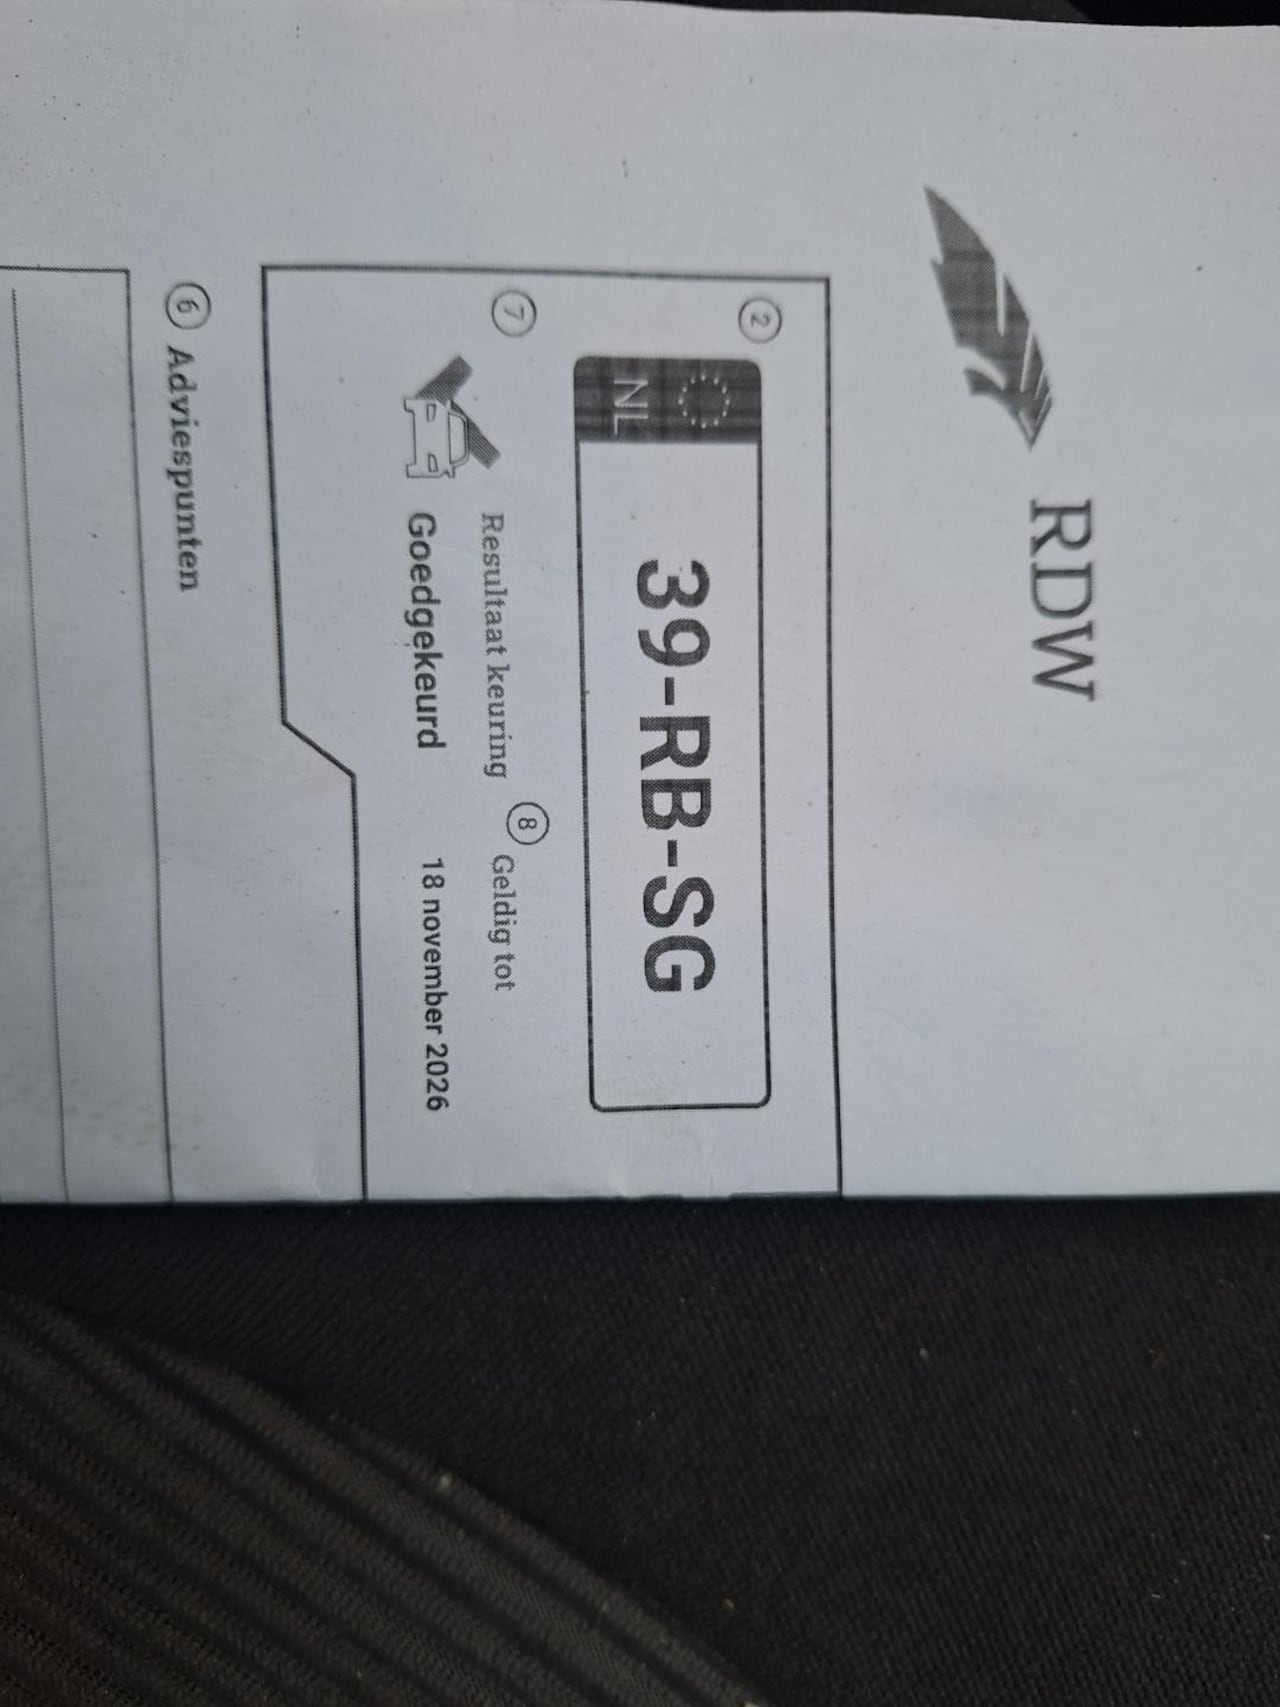 RDW
2
NL
39-RB-SG
7 Resultaat keuring 8 Geldig tot
Goedgekeurd 18 november 2026
6 Adviespunten